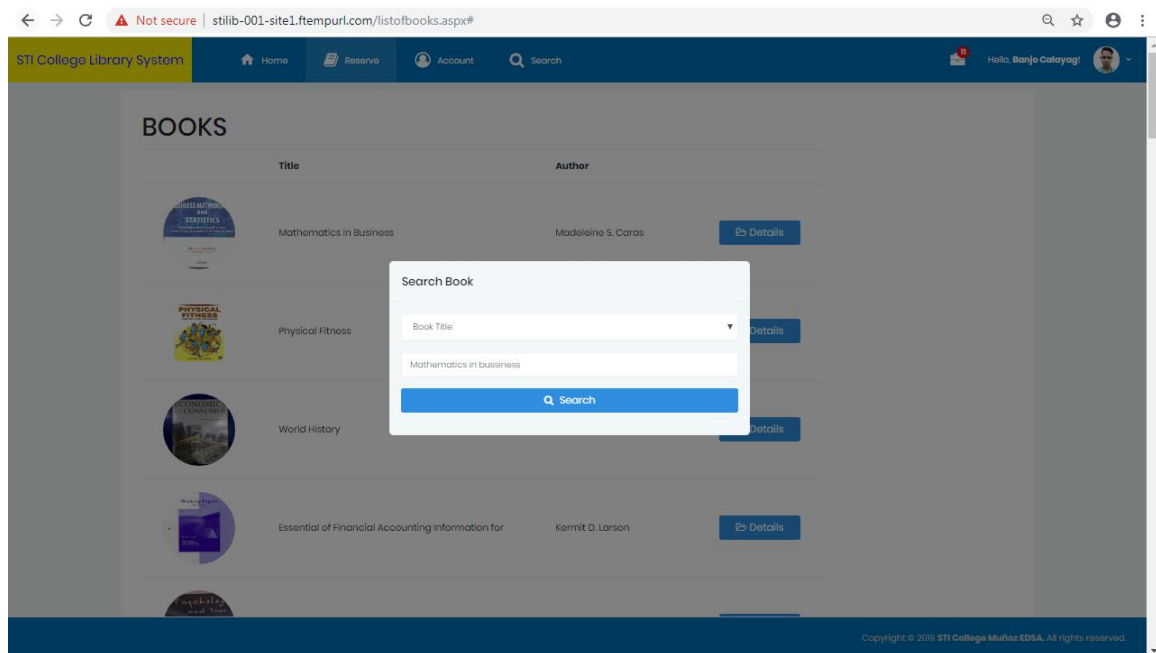 Not secure | stilib-001-site1.ftempurl.com/listofbooks.aspx#
STI College Library System Home Reserve Account Search Hello, Banjo Calayag!
BOOKS
Title Author
STATISTICS
Mathematics in Business Madeleine S. Caras Details
Search Book
Book Title
PHYSICAL
FITNESS
Physical Fitness Details
Mathematics in bussiness
Search
World History Details
Essential of Financial Accounting Information for Kermit D. Larson Details
Copyright © 2019 STI College Muñoz EDSA. All rights reserved.